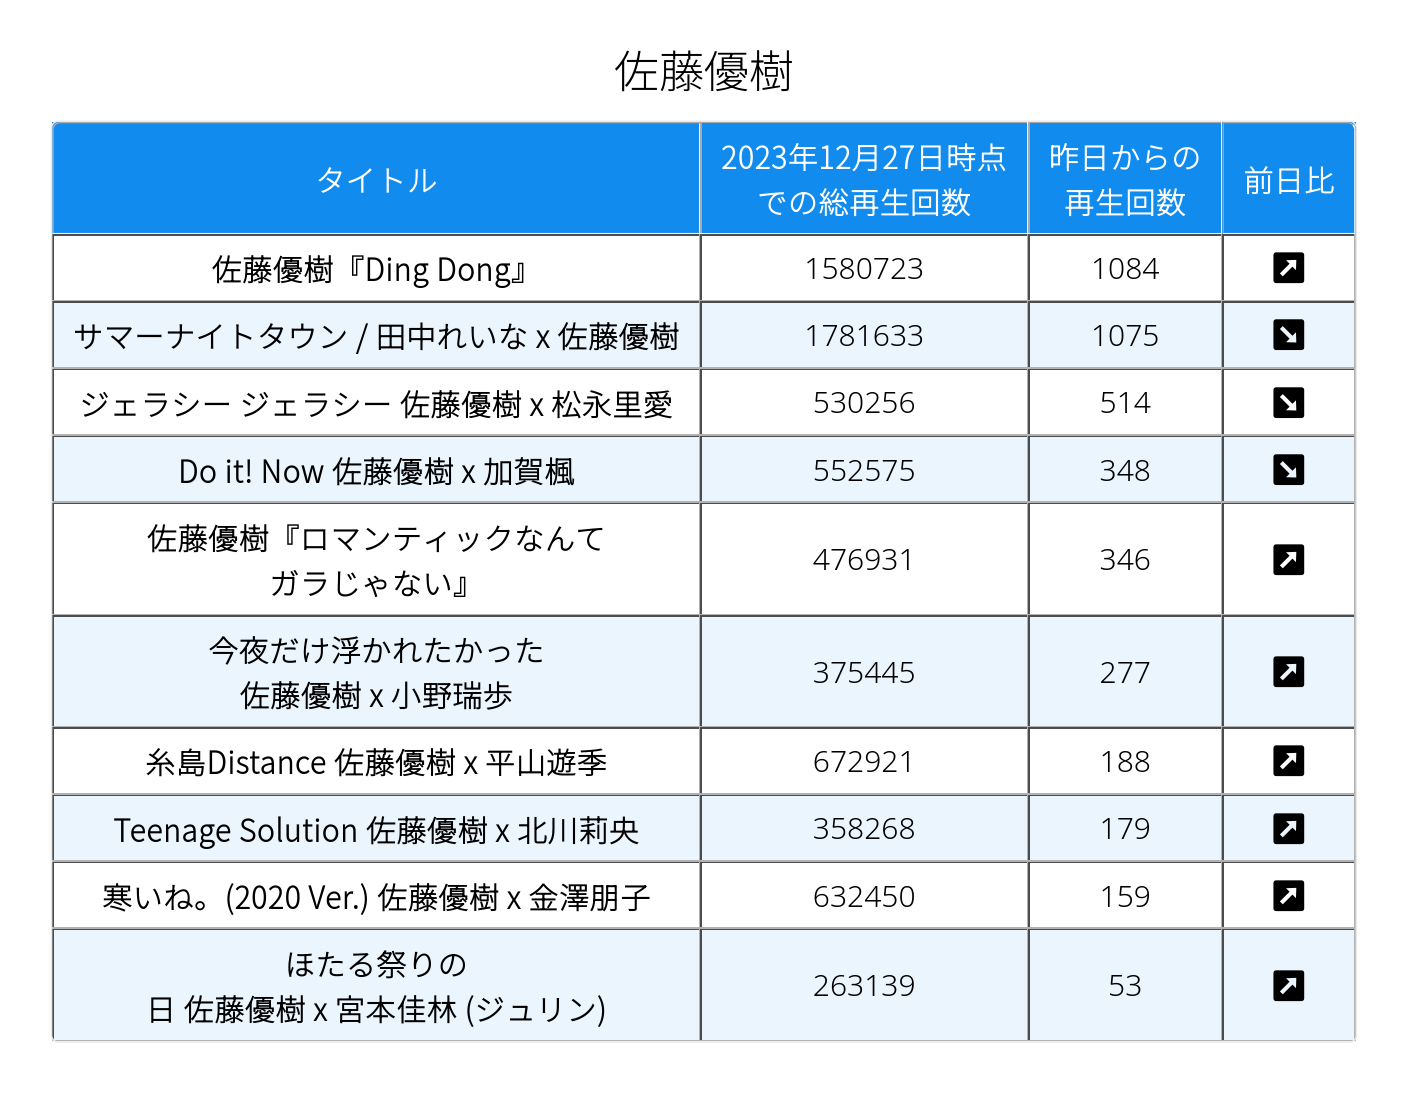 佐藤優樹
タイトル
2023年12月27日時点
での総再生回数
昨日からの
再生回数
前日比
佐藤優樹『Ding Dong』
1580723
1084
サマーナイトタウン / 田中れいな x 佐藤優樹
1781633
1075
ジェラシー ジェラシー 佐藤優樹 x 松永里愛
530256
514
Do it! Now 佐藤優樹 x 加賀楓
552575
348
佐藤優樹『ロマンティックなんて
ガラじゃない』
476931
346
今夜だけ浮かれたかった
佐藤優樹 x 小野瑞歩
375445
277
糸島Distance 佐藤優樹 x 平山遊季
672921
188
Teenage Solution 佐藤優樹 x 北川莉央
358268
179
寒いね。(2020 Ver.) 佐藤優樹 x 金澤朋子
632450
159
ほたる祭りの
日 佐藤優樹 x 宮本佳林 (ジュリン)
263139
53